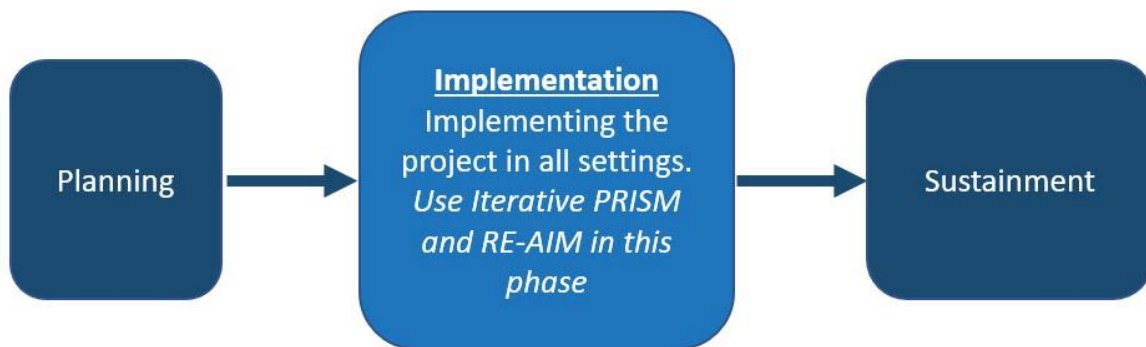 Planning
Implementation
Implementing the
project in all settings.
Use Iterative PRISM
and RE-AIM in this
phase
Sustainment